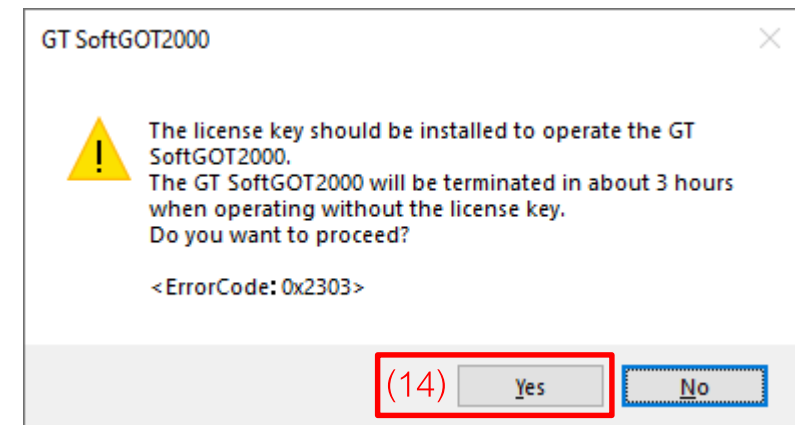 GT SoftGOT2000
The license key should be installed to operate the GT
SoftGOT2000.
The GT SoftGOT2000 will be terminated in about 3 hours
when operating without the license key.
Do you want to proceed?
<ErrorCode: 0x2303>
(14) Yes No